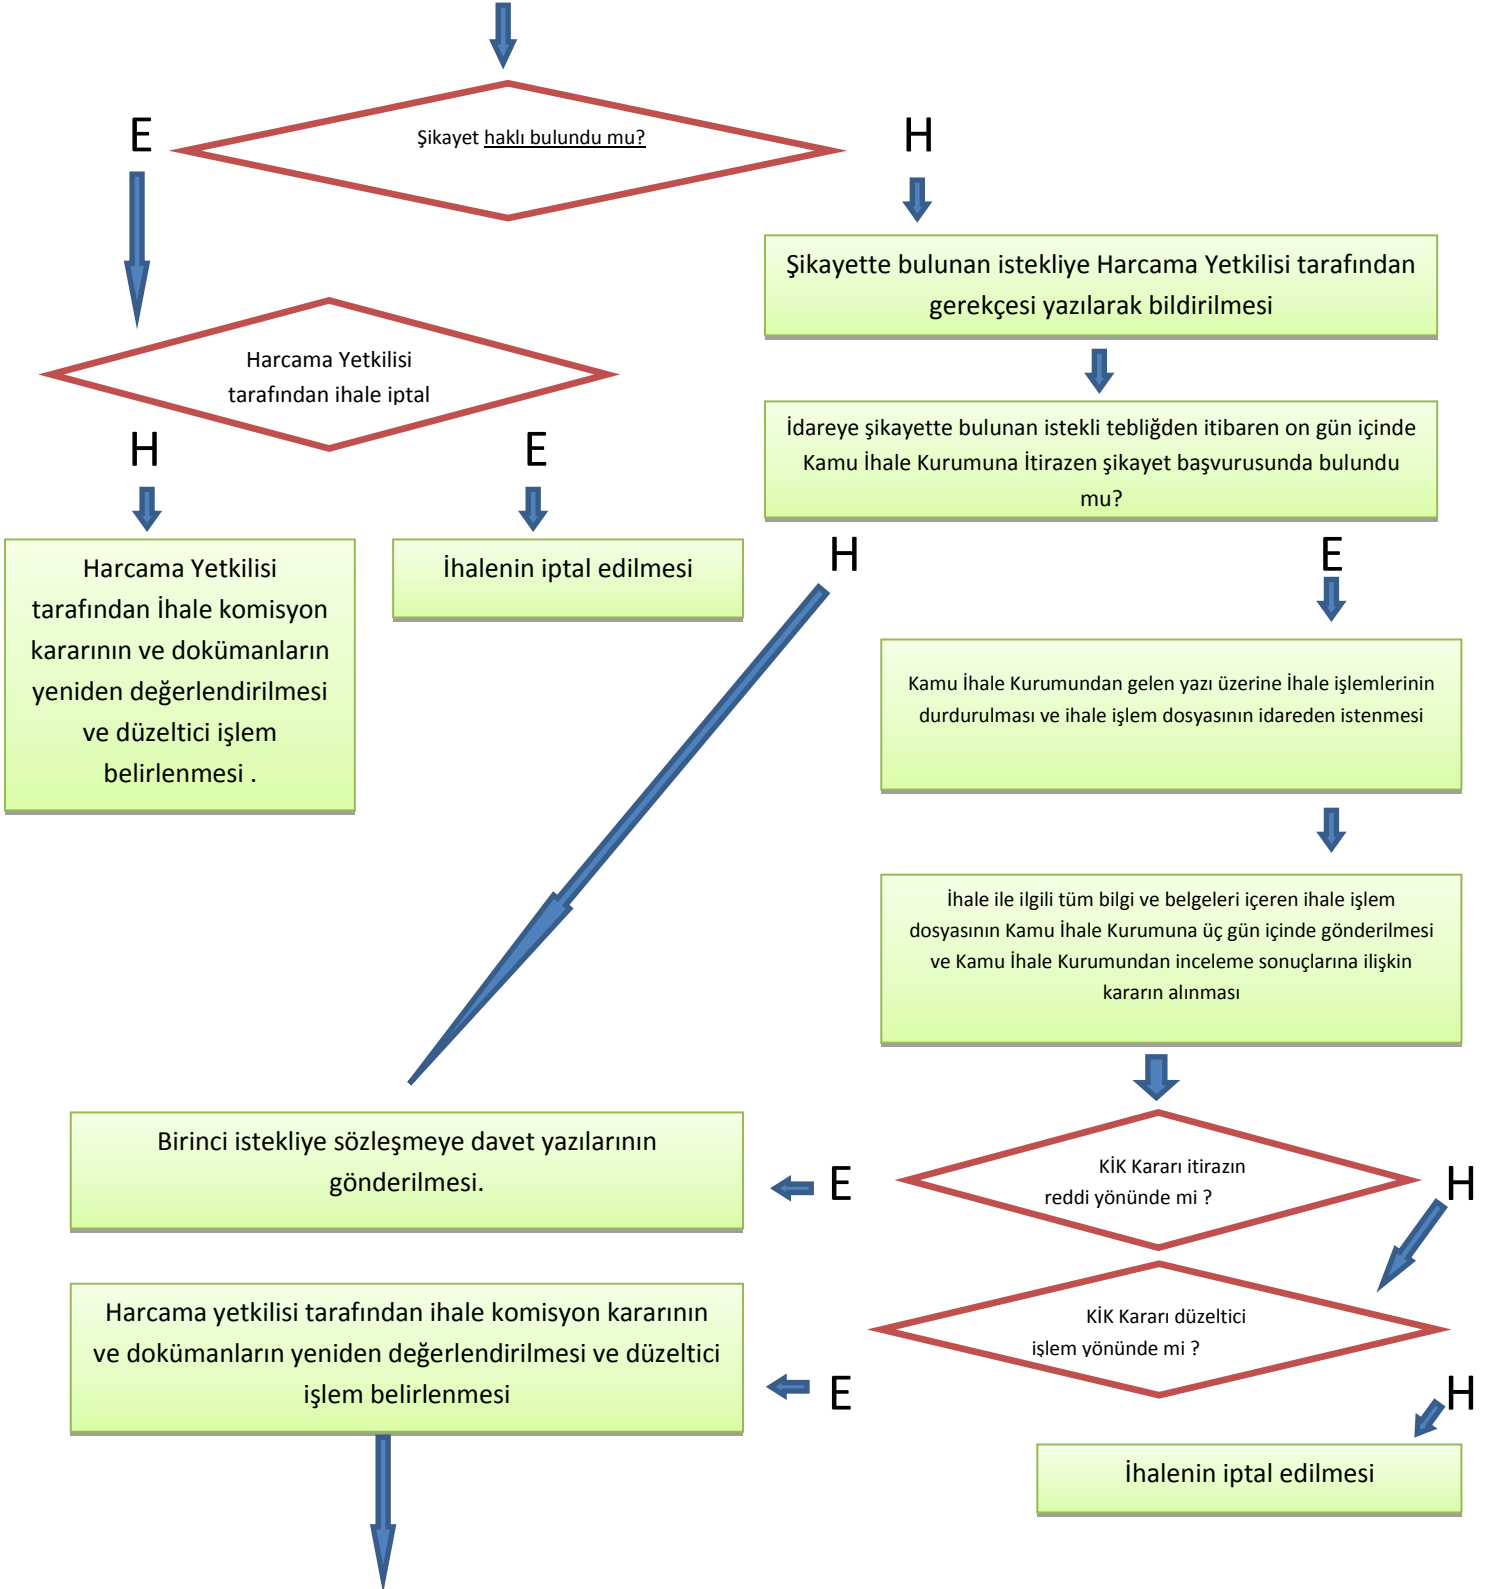 E
Şikayet haklı bulundu mu?
H
Şikayette bulunan istekliye Harcama Yetkilisi tarafından
gerekçesi yazılarak bildirilmesi
Harcama Yetkilisi
tarafından ihale iptal
İdareye şikayette bulunan istekli tebliğden itibaren on gün içinde
Kamu İhale Kurumuna İtirazen şikayet başvurusunda bulundu
mu?
H
E
Harcama Yetkilisi
tarafından İhale komisyon
kararının ve dokümanların
yeniden değerlendirilmesi
ve düzeltici işlem
belirlenmesi .
İhalenin iptal edilmesi
H
E
Kamu İhale Kurumundan gelen yazı üzerine İhale işlemlerinin
durdurulması ve ihale işlem dosyasının idareden istenmesi
İhale ile ilgili tüm bilgi ve belgeleri içeren ihale işlem
dosyasının Kamu İhale Kurumuna üç gün içinde gönderilmesi
ve Kamu İhale Kurumundan inceleme sonuçlarına ilişkin
kararın alınması
Birinci istekliye sözleşmeye davet yazılarının
gönderilmesi.
E
KİK Kararı itirazın
reddi yönünde mi ?
H
Harcama yetkilisi tarafından ihale komisyon kararının
ve dokümanların yeniden değerlendirilmesi ve düzeltici
işlem belirlenmesi
E
KİK Kararı düzeltici
işlem yönünde mi ?
H
İhalenin iptal edilmesi